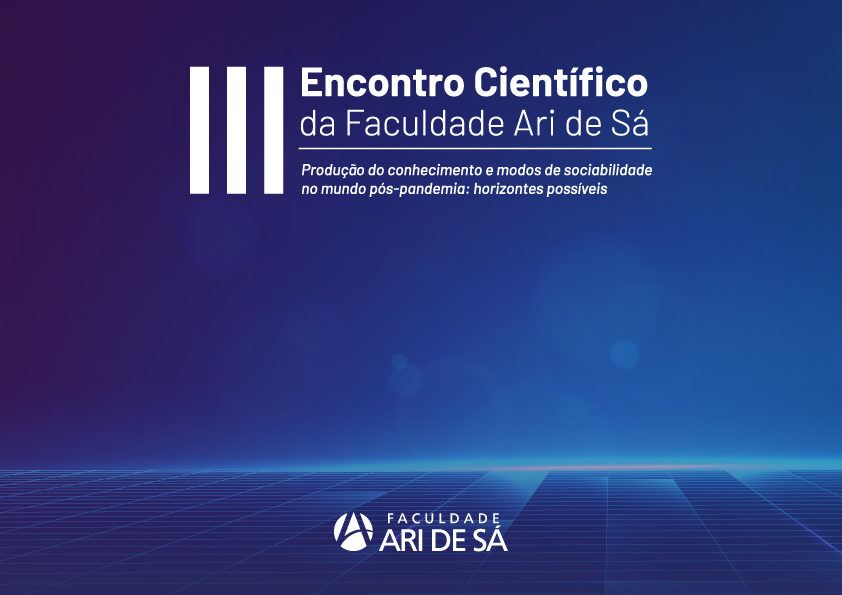 III Encontro Científico
da Faculdade Ari de Sá
Produção do conhecimento e modos de sociabilidade
no mundo pós-pandemia: horizontes possíveis
FACULDADE
ARI DE SÁ